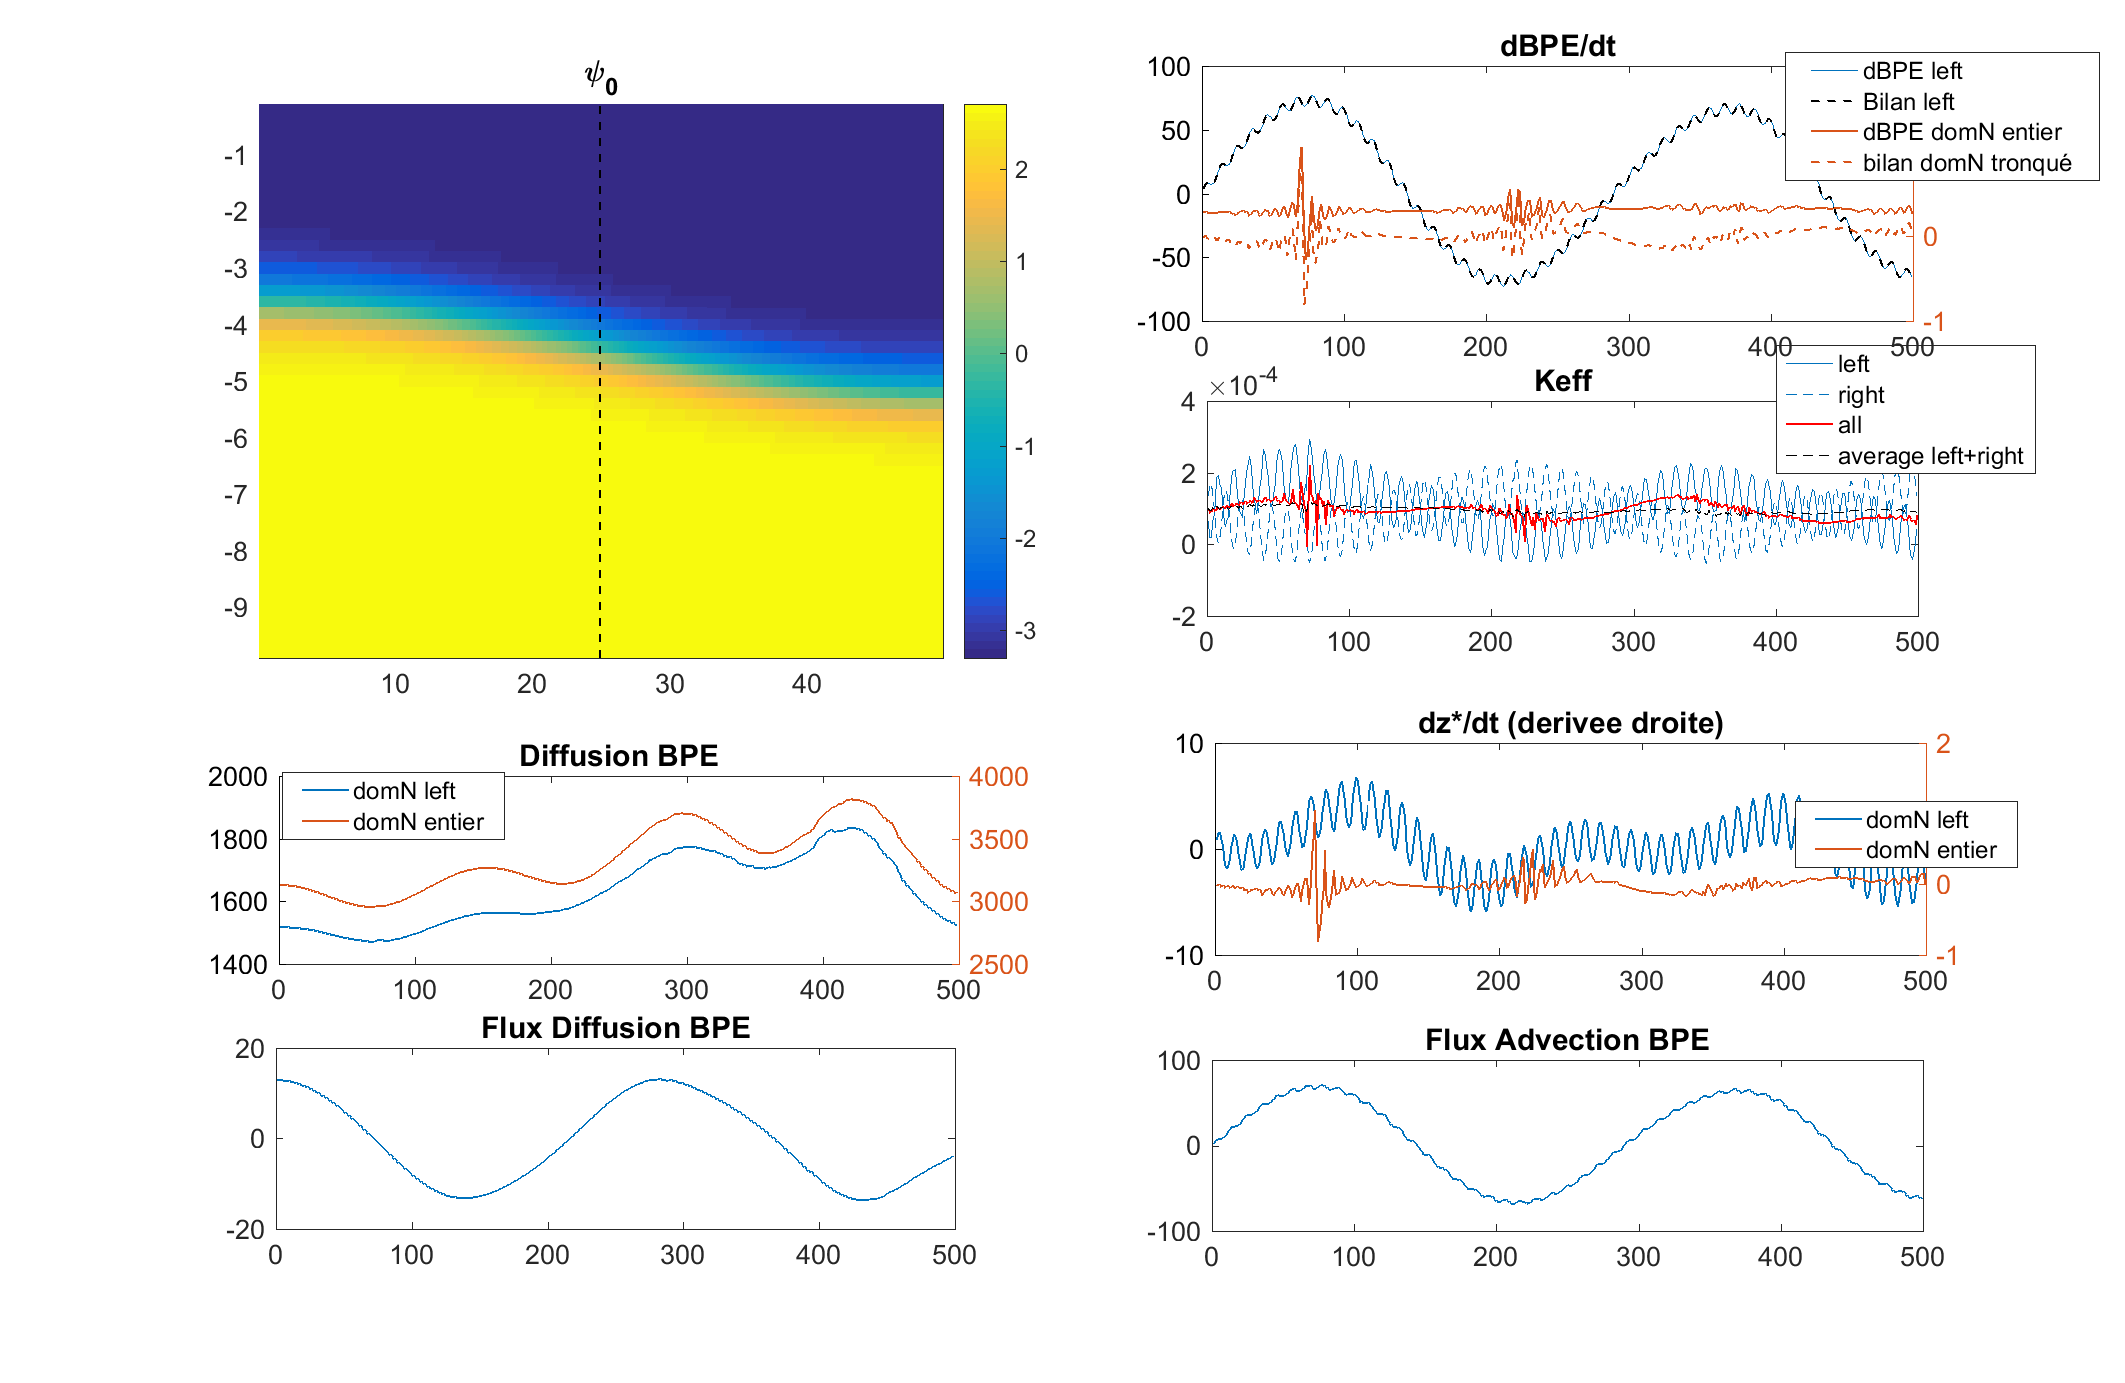 ψ0
-1
-2
-3
-4
-5
-6
-7
-8
-9
10 20 30 40
2
1
0
-1
-2
-3
dBPE/dt
100
50
0
-50
-100
0 100 200 300 400 500
0
-1
dBPE left
Bilan left
dBPE domN entier
bilan domN tronqué
Keff
×10-4
4
2
0
-2
0 100 200 300 400 500
left
right
all
average left+right
Diffusion BPE
2000
1800
1600
1400
4000
3500
3000
2500
0 100 200 300 400 500
domN left
domN entier
dz*/dt (derivee droite)
10
0
-10
2
0
-1
0 100 200 300 400 500
domN left
domN entier
Flux Diffusion BPE
20
0
-20
0 100 200 300 400 500
Flux Advection BPE
100
0
-100
0 100 200 300 400 500